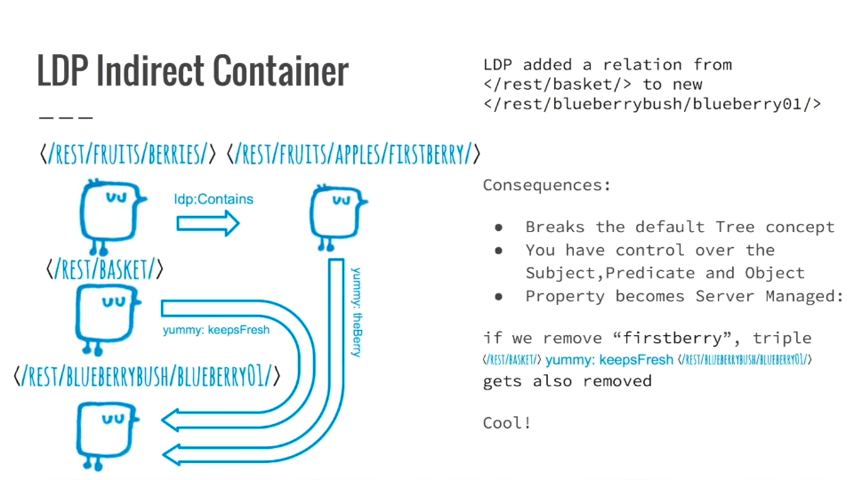 LDP Indirect Container
LDP added a relation from
</rest/basket/> to new
</rest/blueberrybush/blueberry01/>
</REST/FRUITS/BERRIES/> </REST/FRUITS/APPLES/FIRSTBERRY/>
ldp:Contains
</REST/BASKET/>
yummy: keepsFresh
yummy: theBerry
</REST/BLUEBERRYBUSH/BLUEBERRY01/>
Consequences:
● Breaks the default Tree concept
● You have control over the
Subject,Predicate and Object
● Property becomes Server Managed:
if we remove “firstberry”, triple
</REST/BASKET/> yummy: keepsFresh </REST/BLUEBERRYBUSH/BLUEBERRY01/>
gets also removed
Cool!